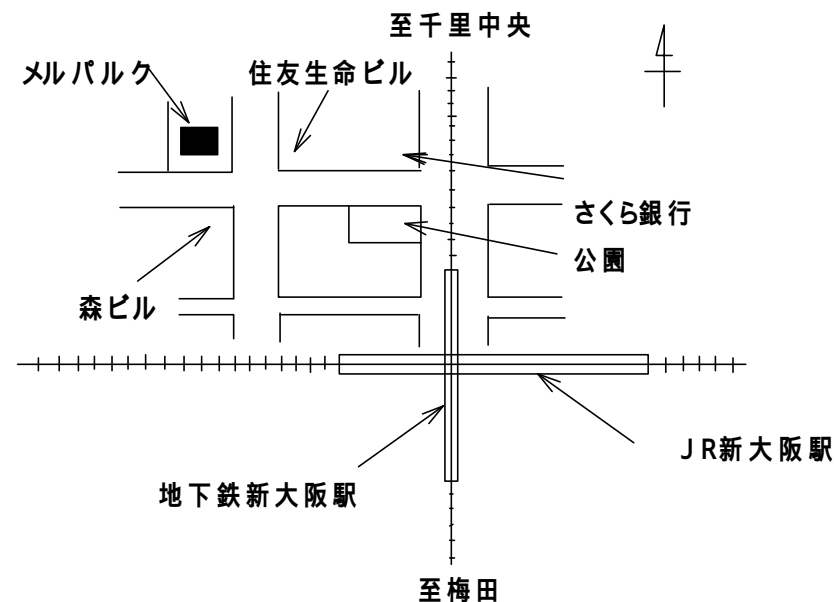 至千里中央
メルパルク
住友生命ビル
さくら銀行
公園
森ビル
JR新大阪駅
地下鉄新大阪駅
至梅田